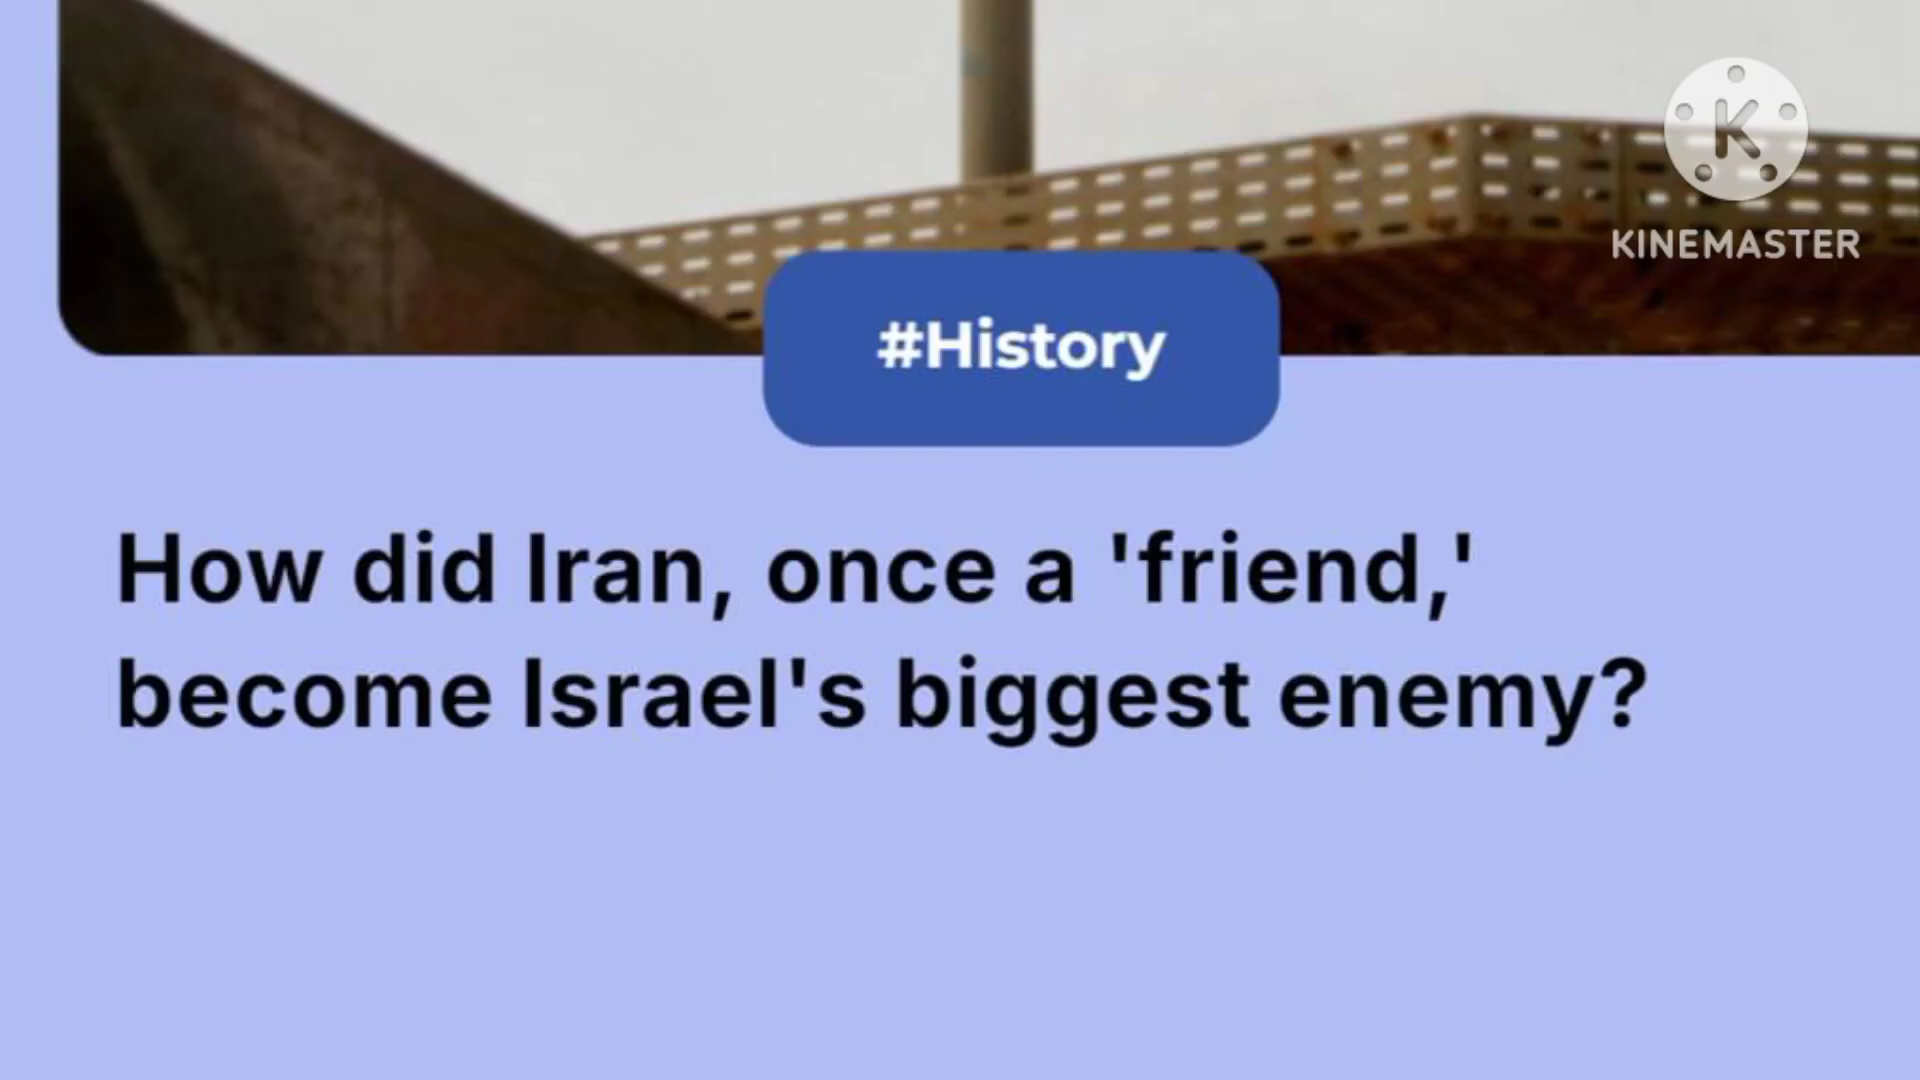 KINEMASTER
#History
How did Iran, once a 'friend,'
become Israel's biggest enemy?